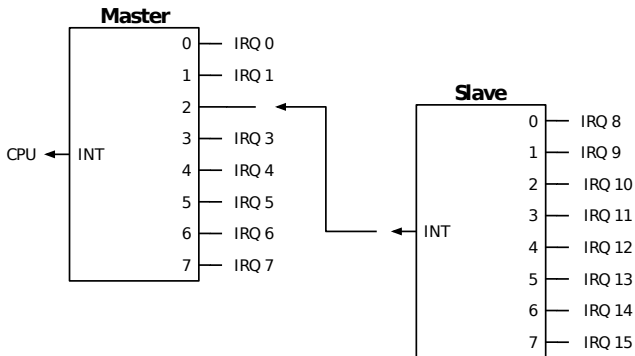 Master
0 IRQ 0
1 IRQ 1
2
3 IRQ 3
CPU INT
4 IRQ 4
5 IRQ 5
6 IRQ 6
7 IRQ 7
Slave
0 IRQ 8
1 IRQ 9
2 IRQ 10
3 IRQ 11
INT
4 IRQ 12
5 IRQ 13
6 IRQ 14
7 IRQ 15